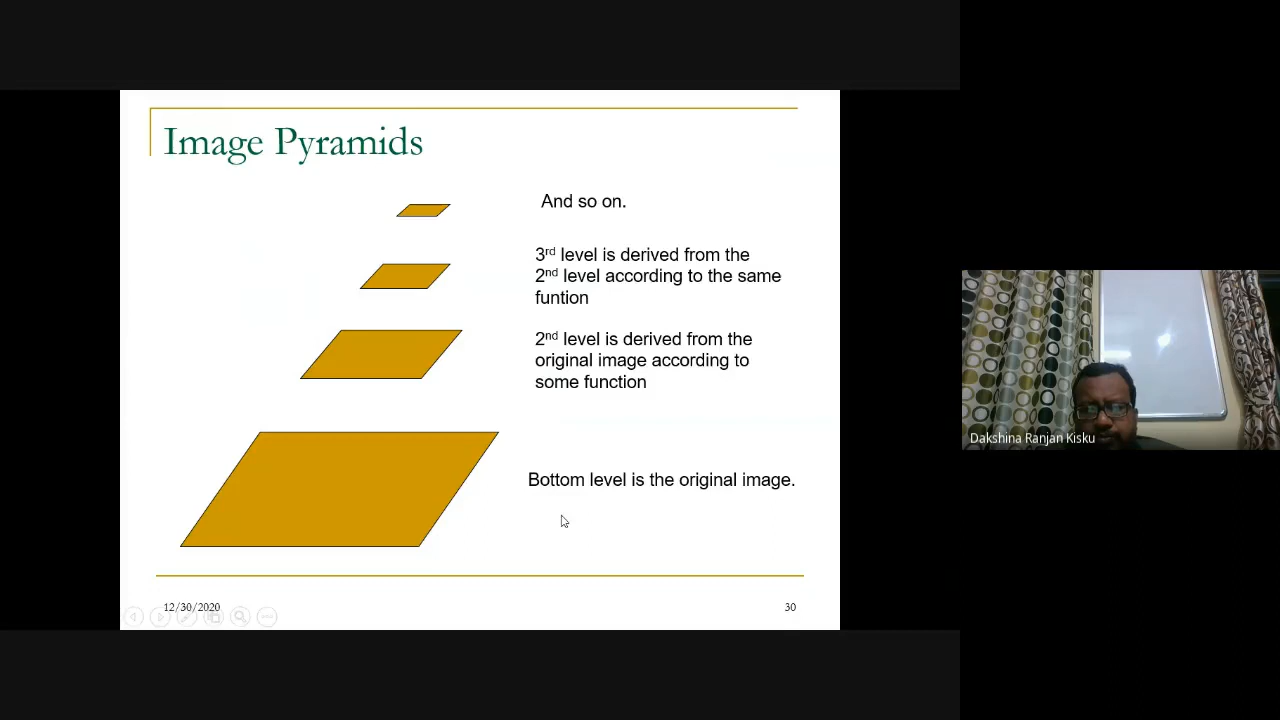 Image Pyramids
And so on.
3rd level is derived from the
2nd level according to the same
funtion
2nd level is derived from the
original image according to
some function
Bottom level is the original image.
12/30/2020
30
Dakshina Ranjan Kisku